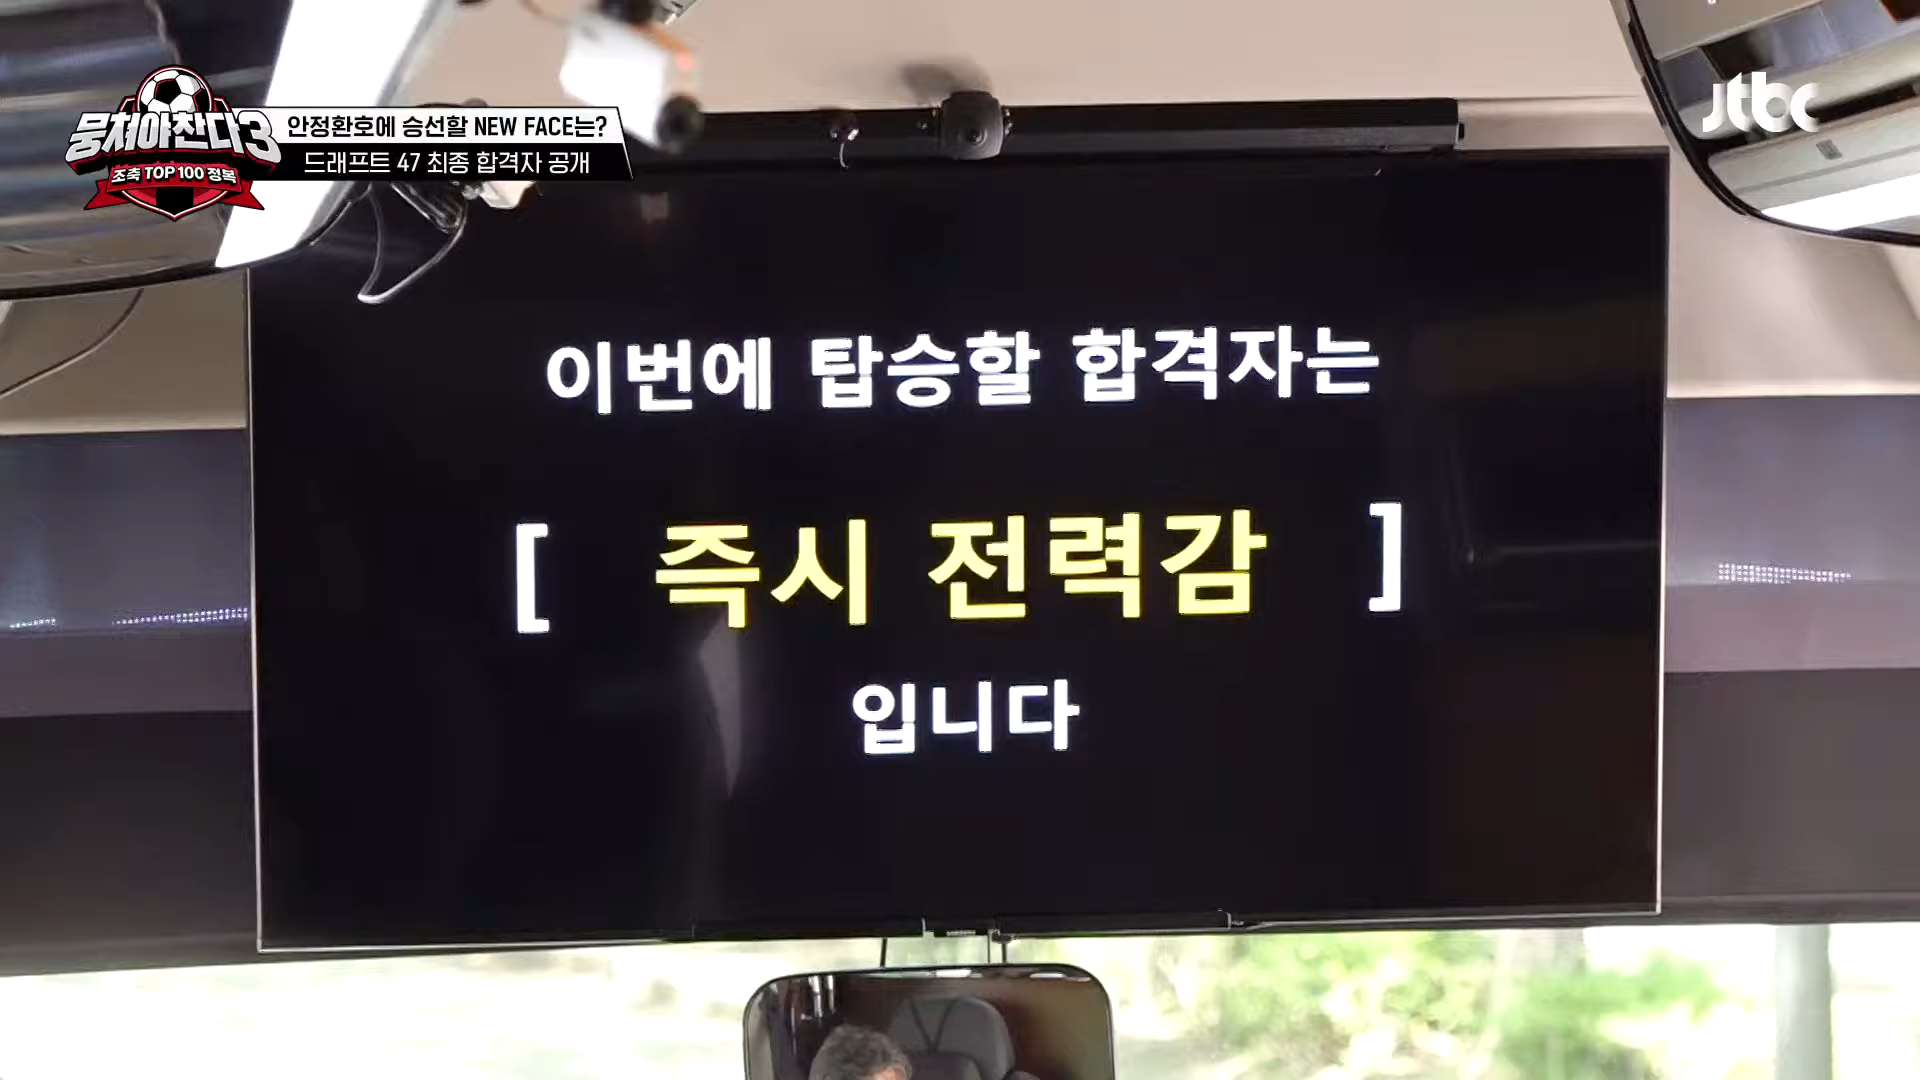 뭉쳐야찬다3
조축 TOP 100 정복
안정환호에 승선할 NEW FACE는?
드래프트 47 최종 합격자 공개
jtbc
이번에 탑승할 합격자는
[ 즉시 전력감 ]
입니다